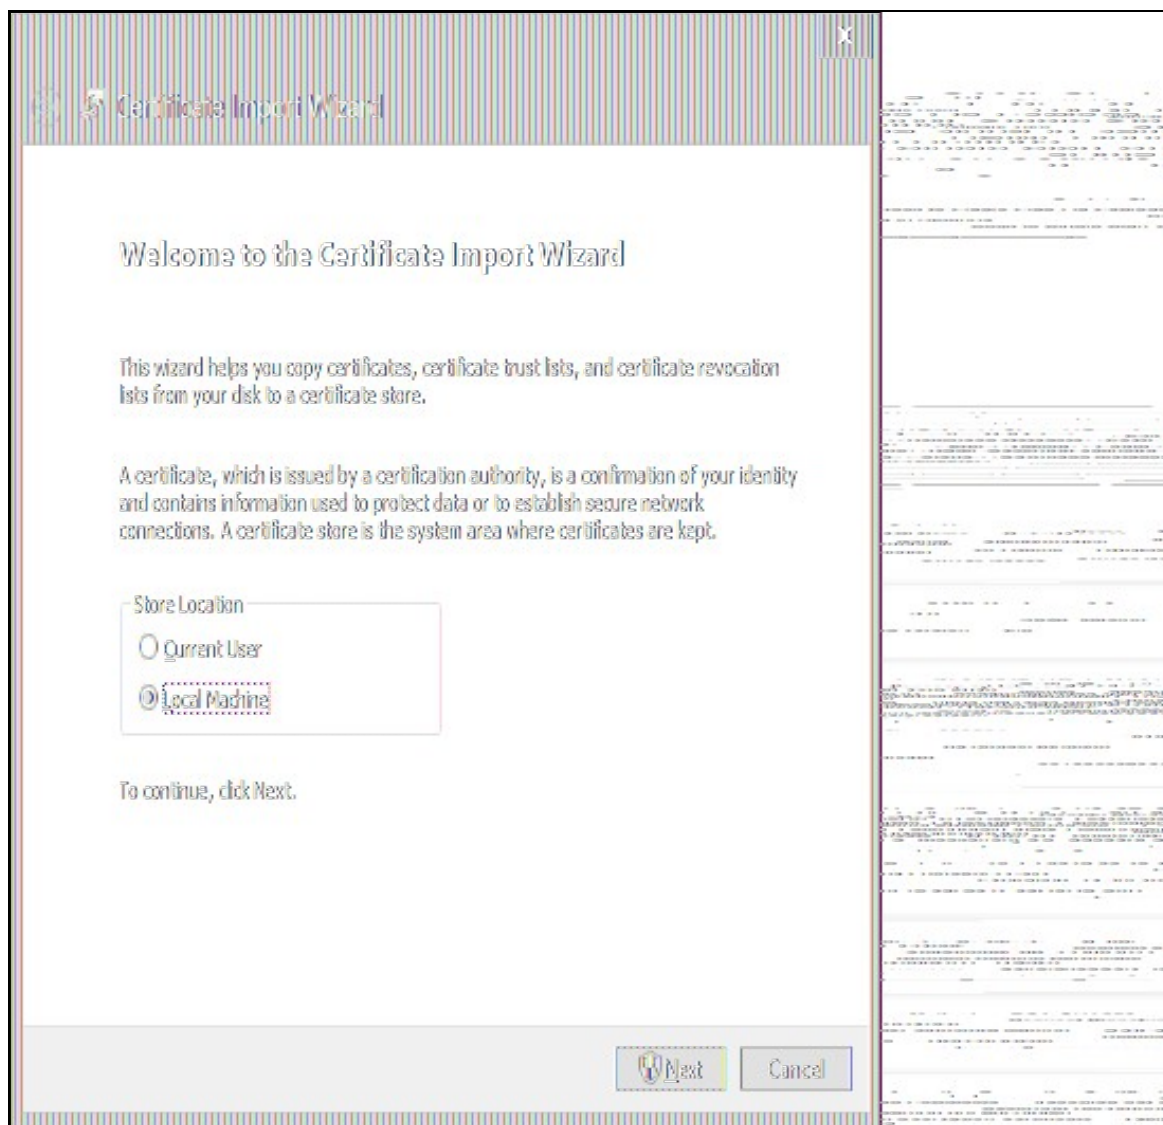 x
Certificate Import Wizard
Welcome to the Certificate Import Wizard
This wizard helps you copy certificates, certificate trust lists, and certificate revocation
lists from your disk to a certificate store.
A certificate, which is issued by a certification authority, is a confirmation of your identity
and contains information used to protect data or to establish secure network
connections. A certificate store is the system area where certificates are kept.
Store Location
Current User
Local Machine
To continue, click Next.
Next Cancel